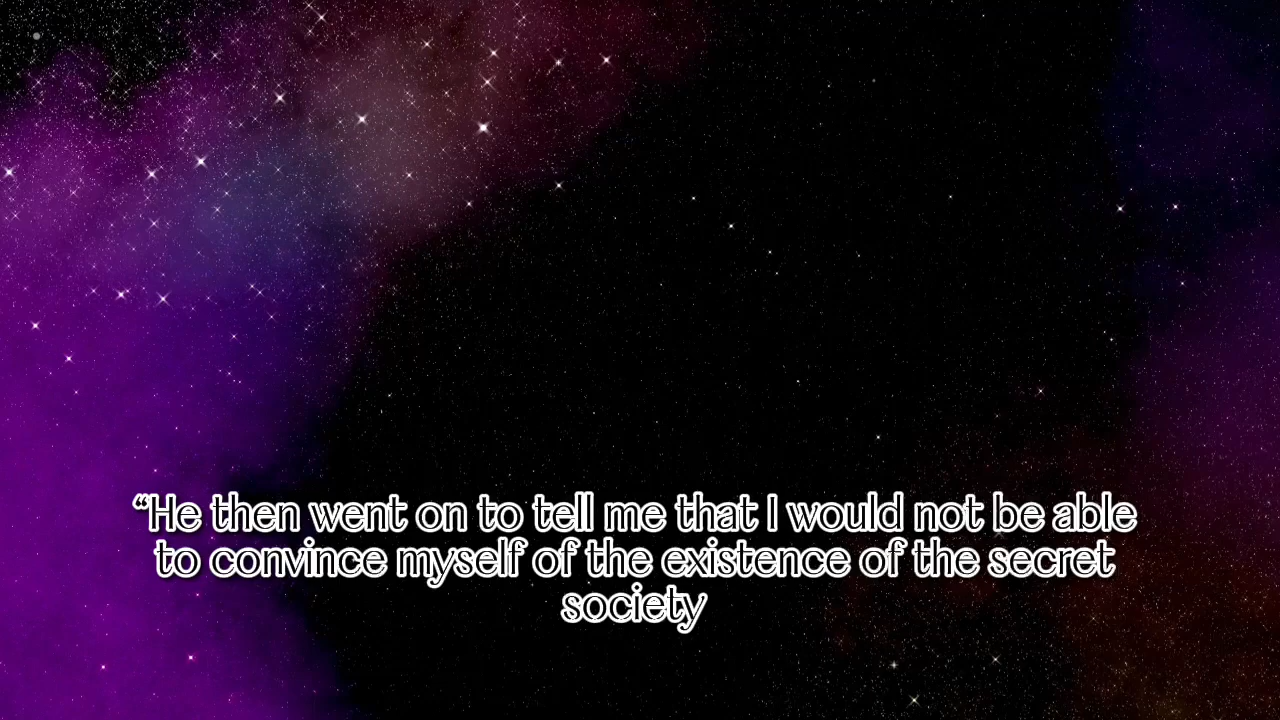 “He then went on to tell me that I would not be able
to convince myself of the existence of the secret
society